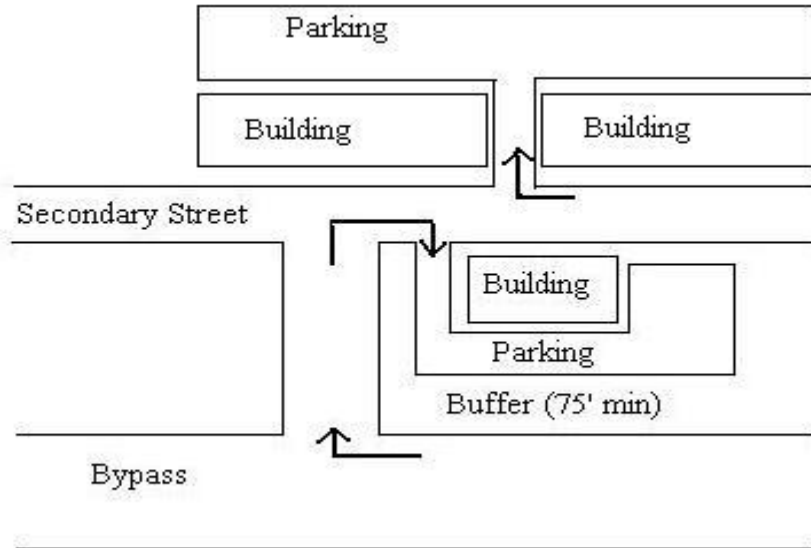 Parking
Building
Building
Secondary Street
Building
Parking
Buffer (75' min)
Bypass